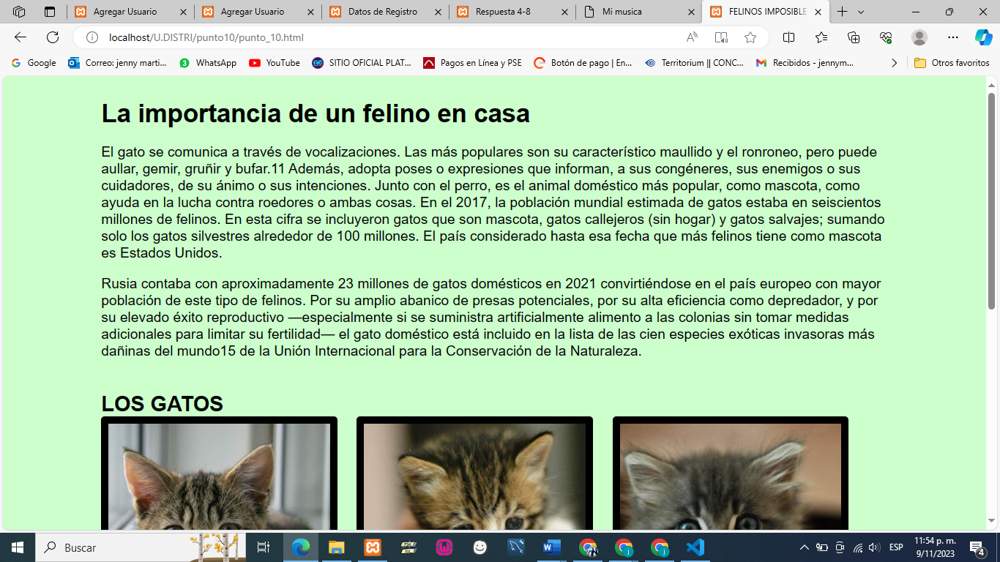 Agregar Usuario
Agregar Usuario
Datos de Registro
Respuesta 4-8
Mi musica
FELINOS IMPOSIBLE
localhost/U.DISTRI/punto10/punto_10.html
Google
Correo: jenny marti...
WhatsApp
YouTube
SITIO OFICIAL PLAT...
Pagos en Línea y PSE
Botón de pago | En...
Territorium || CONC...
Recibidos - jennym...
Otros favoritos
La importancia de un felino en casa
El gato se comunica a través de vocalizaciones. Las más populares son su característico maullido y el ronroneo, pero puede
aullar, gemir, gruñir y bufar.11 Además, adopta poses o expresiones que informan, a sus congéneres, sus enemigos o sus
cuidadores, de su ánimo o sus intenciones. Junto con el perro, es el animal doméstico más popular, como mascota, como
ayuda en la lucha contra roedores o ambas cosas. En el 2017, la población mundial estimada de gatos estaba en seiscientos
millones de felinos. En esta cifra se incluyeron gatos que son mascota, gatos callejeros (sin hogar) y gatos salvajes; sumando
solo los gatos silvestres alrededor de 100 millones. El país considerado hasta esa fecha que más felinos tiene como mascota
es Estados Unidos.
Rusia contaba con aproximadamente 23 millones de gatos domésticos en 2021 convirtiéndose en el país europeo con mayor
población de este tipo de felinos. Por su amplio abanico de presas potenciales, por su alta eficiencia como depredador, y por
su elevado éxito reproductivo —especialmente si se suministra artificialmente alimento a las colonias sin tomar medidas
adicionales para limitar su fertilidad— el gato doméstico está incluido en la lista de las cien especies exóticas invasoras más
dañinas del mundo15 de la Unión Internacional para la Conservación de la Naturaleza.
LOS GATOS
Buscar
ESP
11:54 p. m.
9/11/2023
4